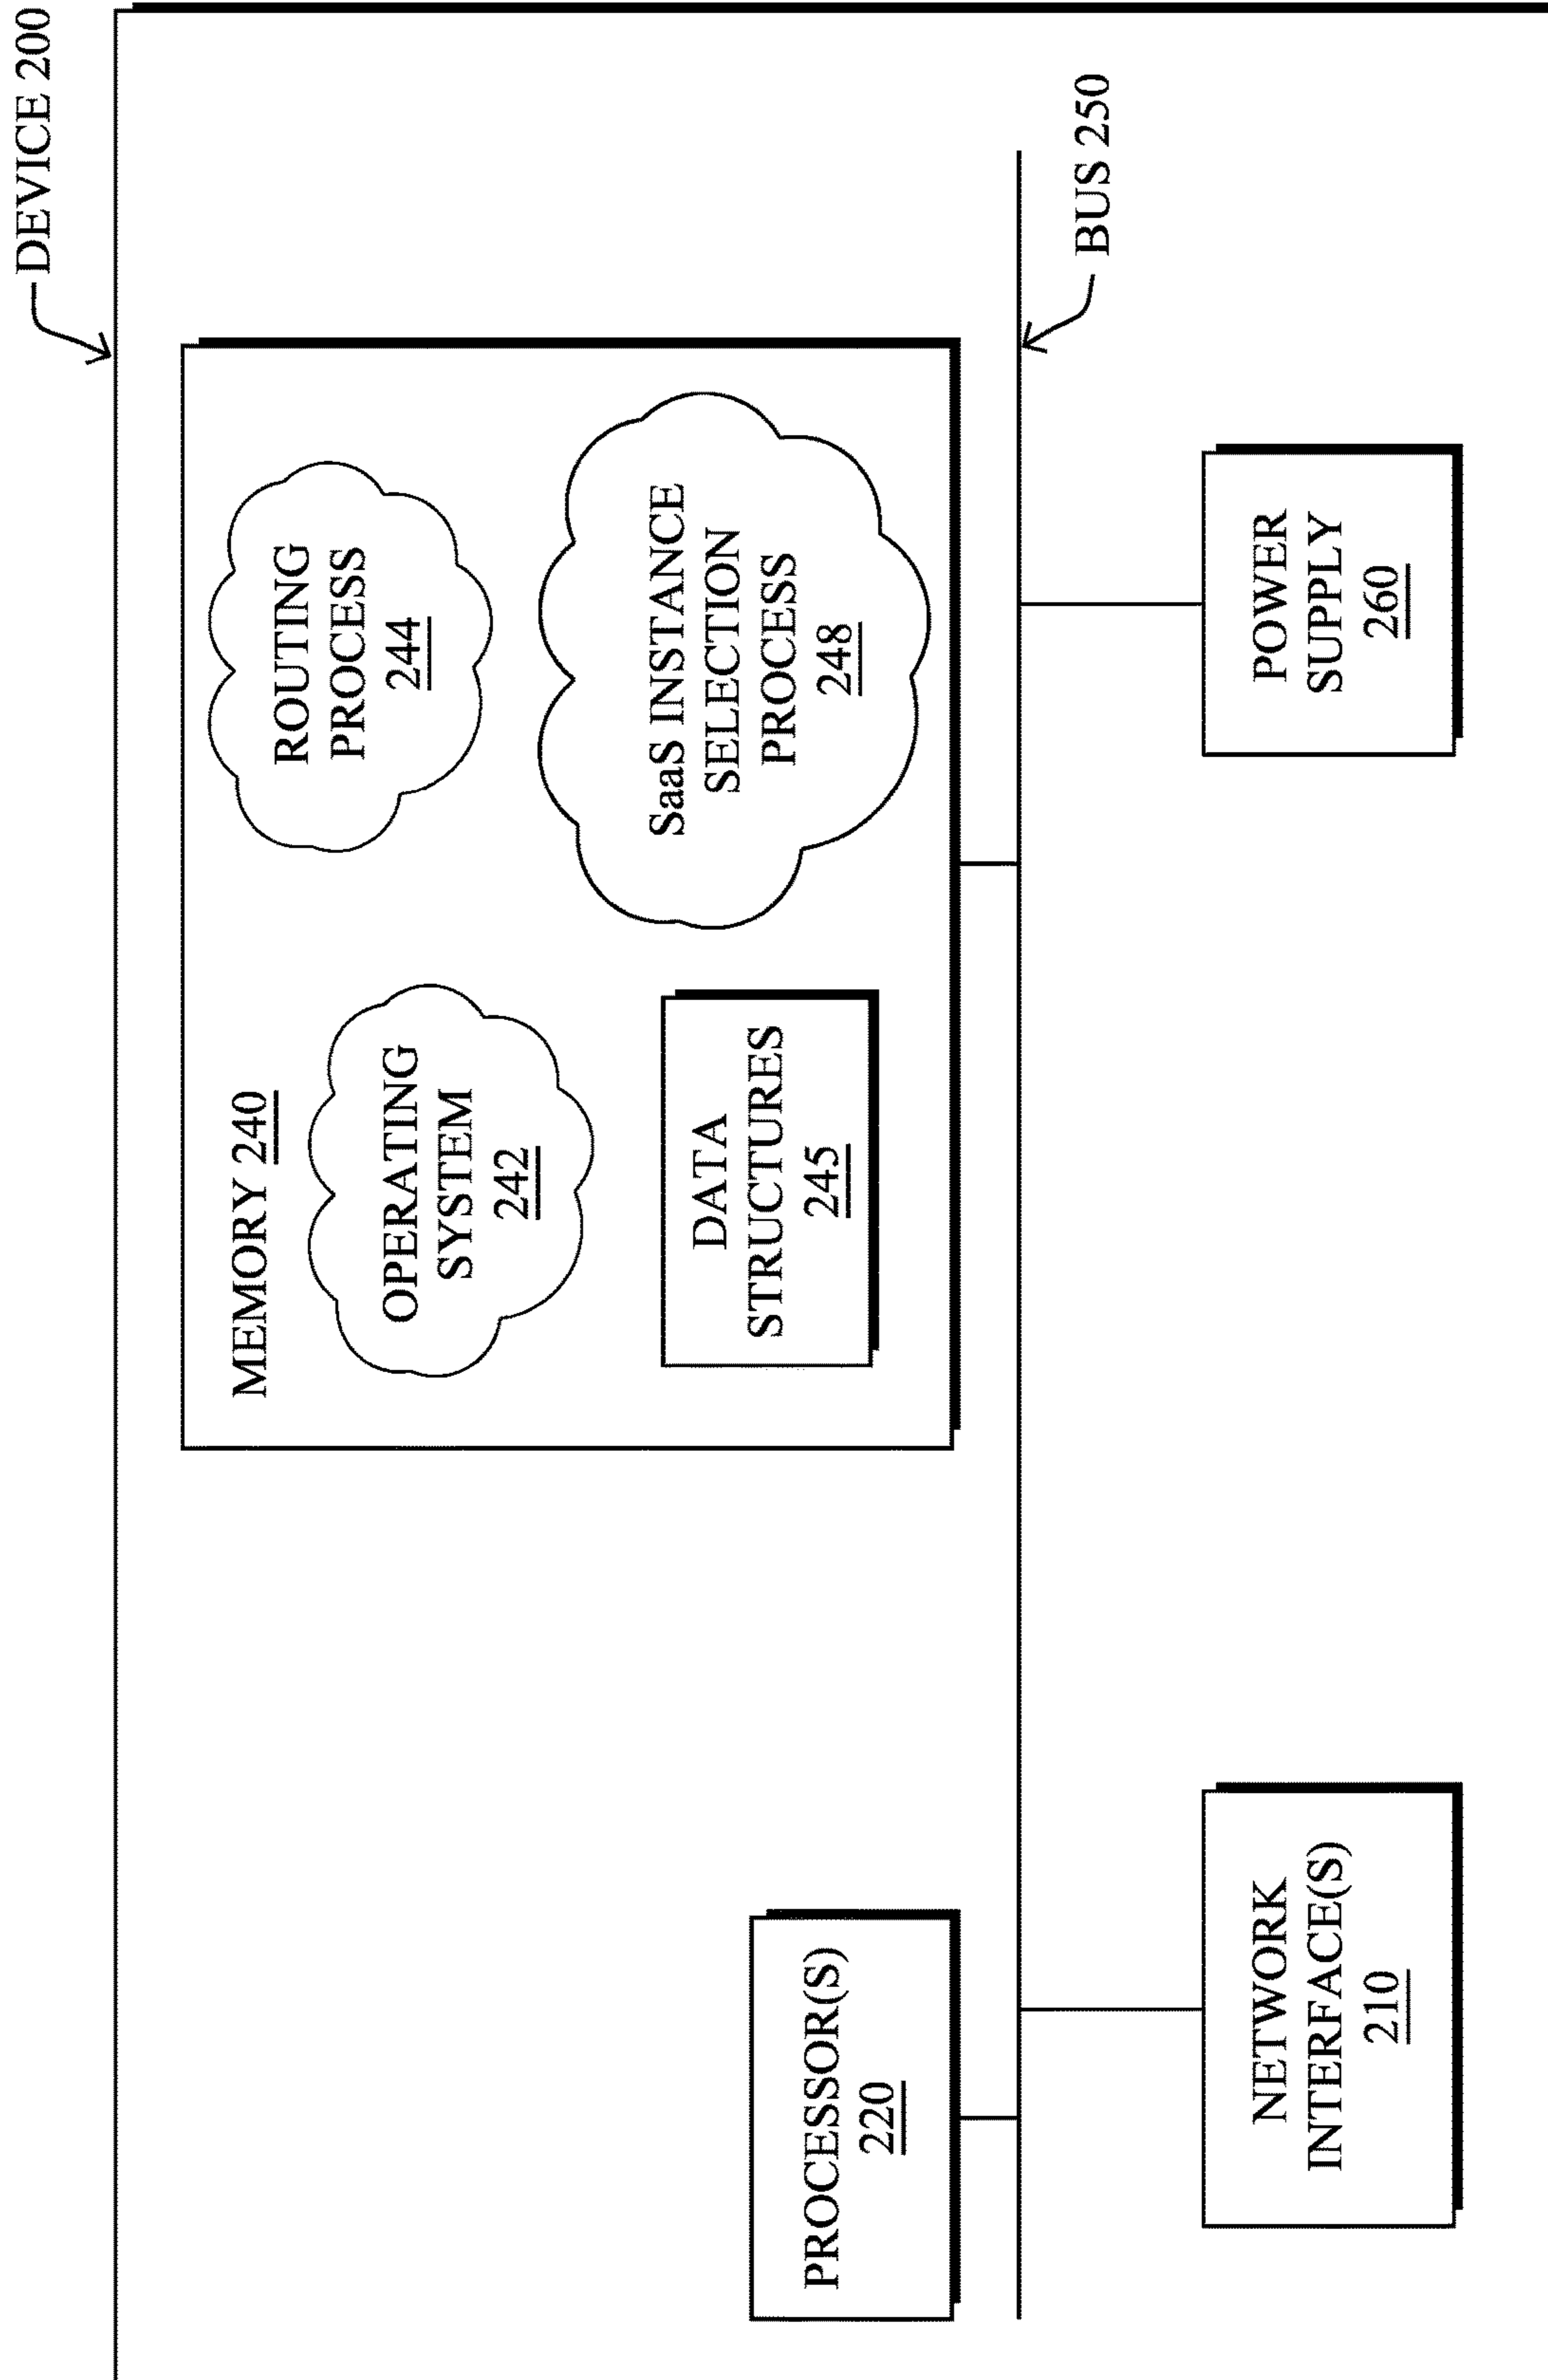 DEVICE 200
MEMORY 240
ROUTING
PROCESS
244
OPERATING
SYSTEM
242
SaaS INSTANCE
SELECTION
PROCESS
248
DATA
STRUCTURES
245
PROCESSOR(S)
220
BUS 250
NETWORK
INTERFACE(S)
210
POWER
SUPPLY
260